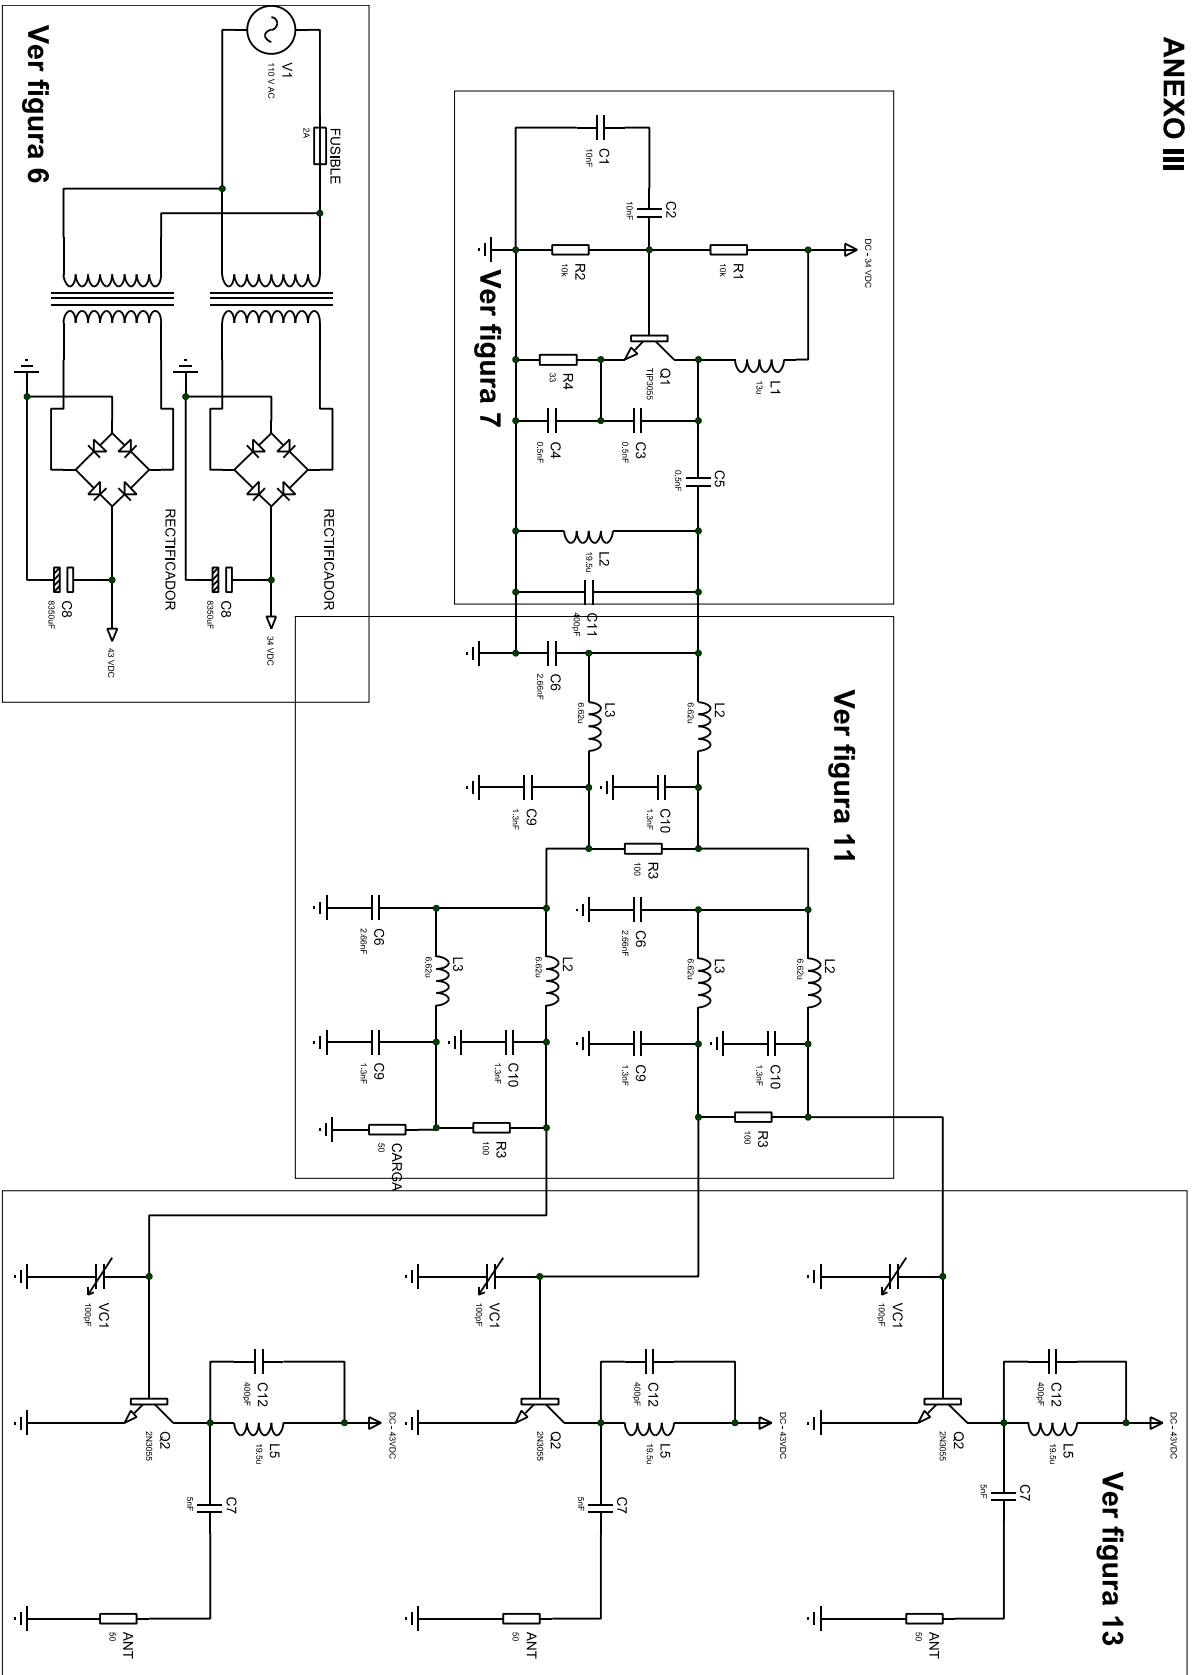 ANEXO III
Ver figura 6
V1
110 V AC
FUSIBLE
2A
RECTIFICADOR
C8
8350uF
34 VDC
RECTIFICADOR
C8
8350uF
43 VDC
Ver figura 7
DC - 34 VDC
C1
10nF
C2
10nF
R1
10k
R2
10k
L1
13u
Q1
TIP3055
R4
33
C3
0.5nF
C4
0.5nF
C5
0.5nF
L2
19.5u
C11
400pF
Ver figura 11
C6
2.66nF
L2
6.62u
L3
6.62u
C10
1.3nF
C9
1.3nF
R3
100
C6
2.66nF
L2
6.62u
L3
6.62u
C10
1.3nF
C9
1.3nF
R3
100
C6
2.66nF
L2
6.62u
L3
6.62u
C10
1.3nF
C9
1.3nF
R3
100
CARGA
50
Ver figura 13
DC - 43VDC
VC1
100pF
C12
400pF
L5
19.5u
Q2
2N3055
C7
5nF
ANT
50
DC - 43VDC
VC1
100pF
C12
400pF
L5
19.5u
Q2
2N3055
C7
5nF
ANT
50
DC - 43VDC
VC1
100pF
C12
400pF
L5
19.5u
Q2
2N3055
C7
5nF
ANT
50